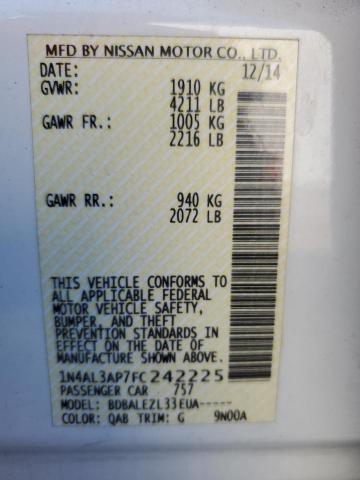 MFD BY NISSAN MOTOR CO., LTD.
DATE: 12/14
GVWR: 1910 KG
4211 LB
GAWR FR.: 1005 KG
2216 LB
GAWR RR.: 940 KG
2072 LB
THIS VEHICLE CONFORMS TO
ALL APPLICABLE FEDERAL
MOTOR VEHICLE SAFETY,
BUMPER AND THEFT
PREVENTION STANDARDS IN
EFFECT ON THE DATE OF
MANUFACTURE SHOWN ABOVE.
1N4AL3AP7FC242225
PASSENGER CAR 757
MODEL: BDBALEZL33EUA-----
COLOR: QAB TRIM: G 9N00A